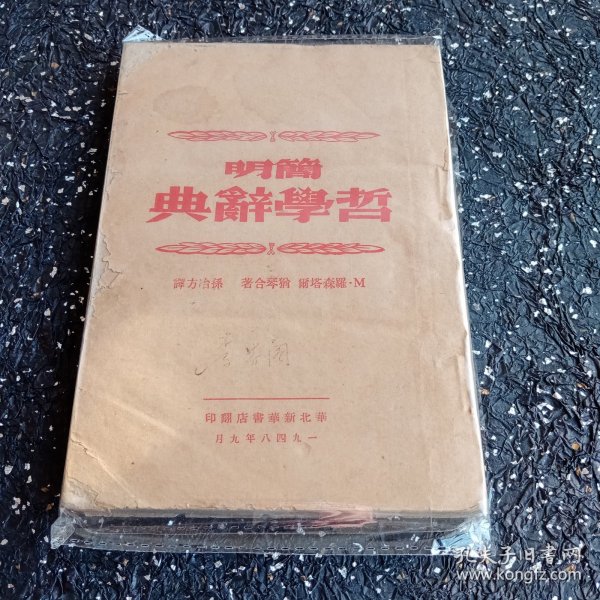 簡明
哲學辭典
M·羅森塔爾 猶琴合著 孫冶方譯
華北新華書店翻印
一九四八年九月
孔夫子旧書网
www.kongfz.com